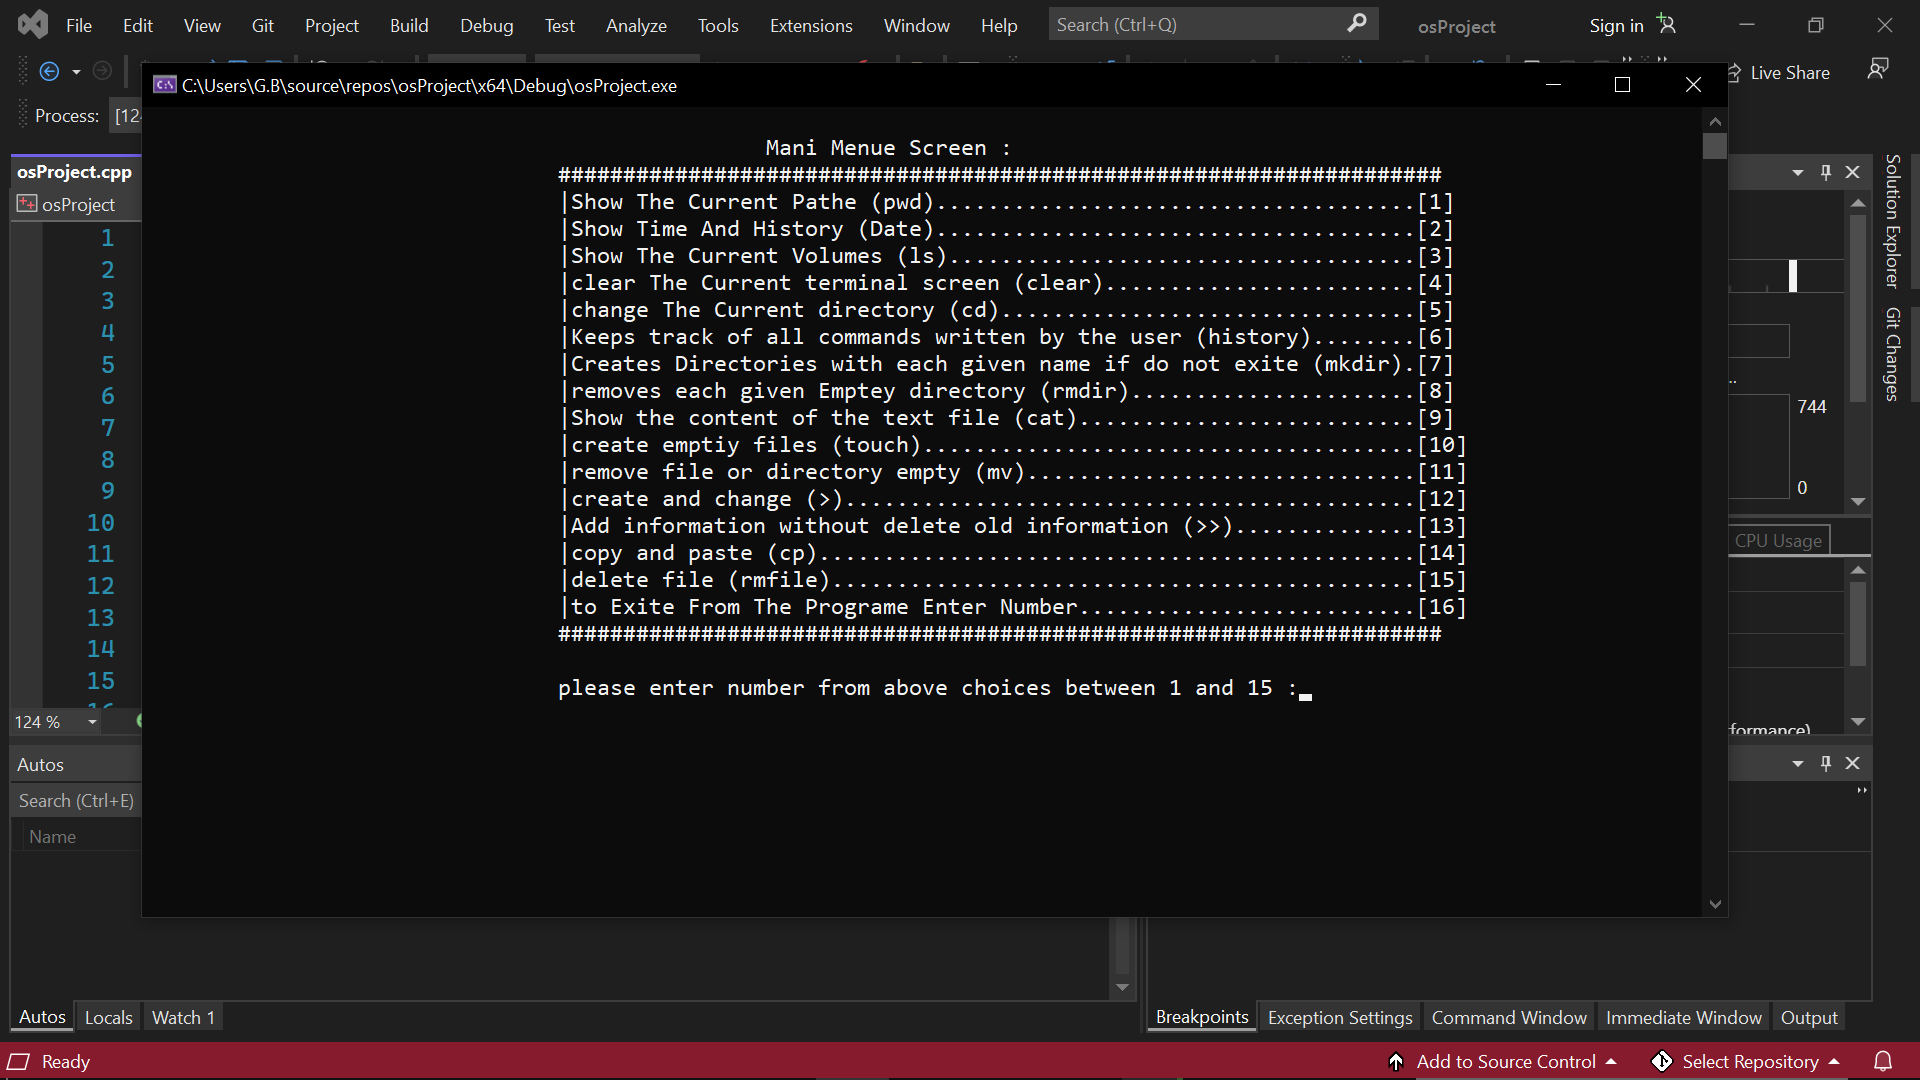 File Edit View Git Project Build Debug Test Analyze Tools Extensions Window Help Search (Ctrl+Q) osProject Sign in
Live Share
Process: [12
C:\Users\G.B\source\repos\osProject\x64\Debug\osProject.exe
osProject.cpp
osProject
1
2
3
4
5
6
7
8
9
10
11
12
13
14
15
124 %
Mani Menue Screen :
####################################################################
|Show The Current Pathe (pwd).....................................[1]
|Show Time And History (Date).....................................[2]
|Show The Current Volumes (ls)....................................[3]
|clear The Current terminal screen (clear)........................[4]
|change The Current directory (cd)................................[5]
|Keeps track of all commands written by the user (history)........[6]
|Creates Directories with each given name if do not exite (mkdir).[7]
|removes each given Emptey directory (rmdir)......................[8]
|Show the content of the text file (cat)..........................[9]
|create emptiy files (touch)......................................[10]
|remove file or directory empty (mv)..............................[11]
|create and change (>)............................................[12]
|Add information without delete old information (>>)..............[13]
|copy and paste (cp)..............................................[14]
|delete file (rmfile).............................................[15]
|to Exite From The Programe Enter Number..........................[16]
####################################################################
please enter number from above choices between 1 and 15 :
Solution Explorer
Git Changes
744
0
CPU Usage
formance)
Autos
Search (Ctrl+E)
Name
Autos Locals Watch 1
Breakpoints Exception Settings Command Window Immediate Window Output
Ready
Add to Source Control Select Repository